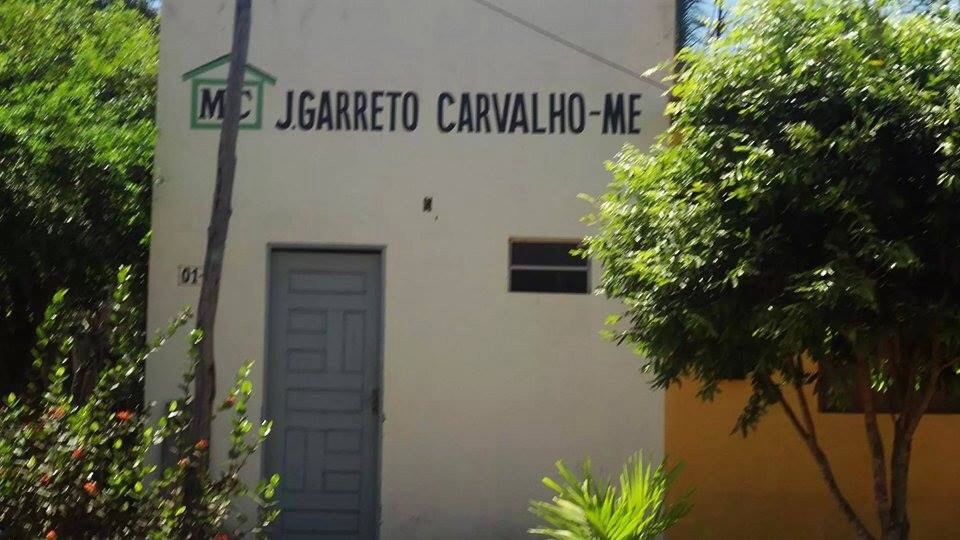 MC J.GARRETO CARVALHO-ME
01-